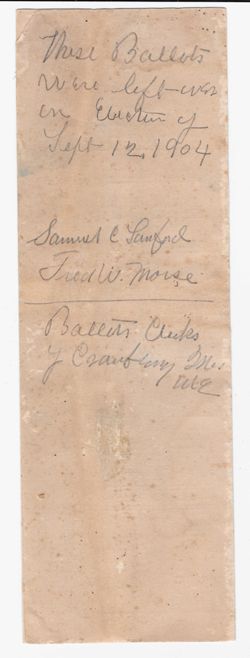 These Ballots
were left over
in Election of
Sept 12, 1904
Samuel C Sanford
Fred W. Morse
Ballots Clerks
of Cranberry Isles
Me